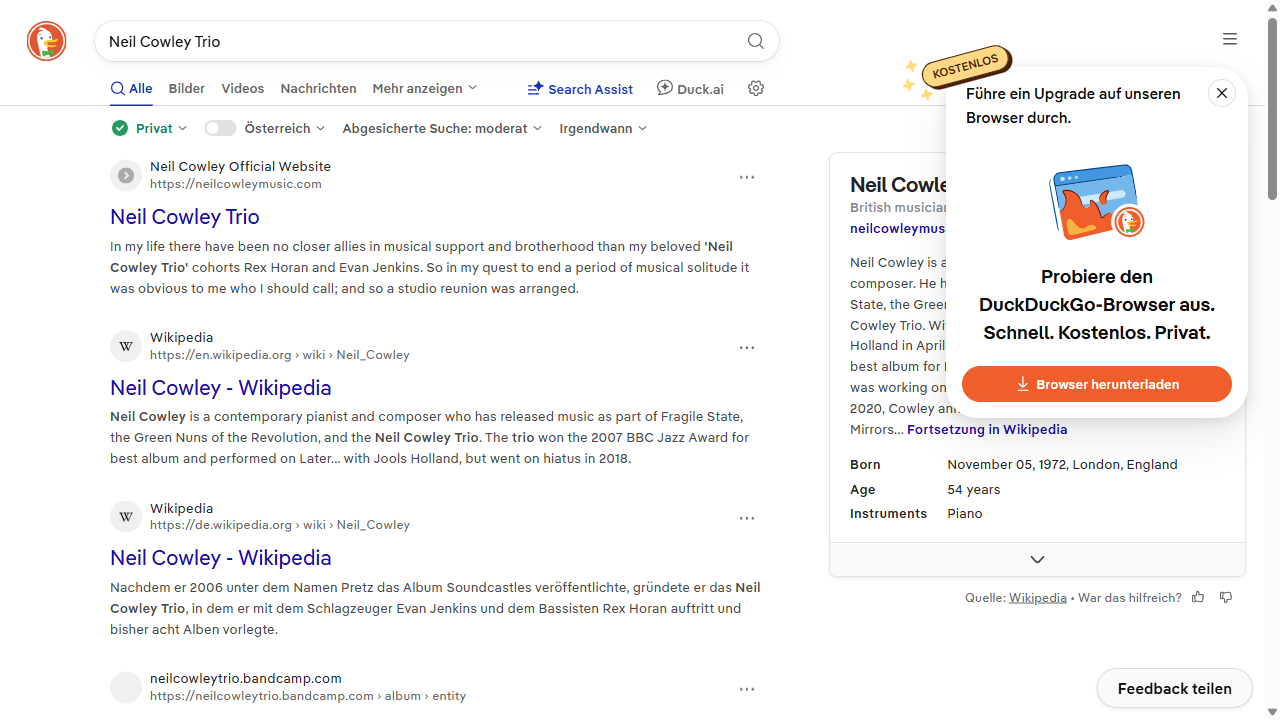 Neil Cowley Trio
Alle
Bilder
Videos
Nachrichten
Mehr anzeigen
Search Assist
Duck.ai
Privat
Österreich
Abgesicherte Suche: moderat
Irgendwann
Neil Cowley Official Website
https://neilcowleymusic.com
Neil Cowley Trio
In my life there have been no closer allies in musical support and brotherhood than my beloved 'Neil
Cowley Trio' cohorts Rex Horan and Evan Jenkins. So in my quest to end a period of musical solitude it
was obvious to me who I should call; and so a studio reunion was arranged.
W
Wikipedia
https://en.wikipedia.org › wiki › Neil_Cowley
Neil Cowley - Wikipedia
Neil Cowley is a contemporary pianist and composer who has released music as part of Fragile State,
the Green Nuns of the Revolution, and the Neil Cowley Trio. The trio won the 2007 BBC Jazz Award for
best album and performed on Later... with Jools Holland, but went on hiatus in 2018.
W
Wikipedia
https://de.wikipedia.org › wiki › Neil_Cowley
Neil Cowley - Wikipedia
Nachdem er 2006 unter dem Namen Pretz das Album Soundcastles veröffentlichte, gründete er das Neil
Cowley Trio, in dem er mit dem Schlagzeuger Evan Jenkins und dem Bassisten Rex Horan auftritt und
bisher acht Alben vorlegte.
neilcowleytrio.bandcamp.com
https://neilcowleytrio.bandcamp.com › album › entity
KOSTENLOS
Führe ein Upgrade auf unseren
Browser durch.
Probiere den
DuckDuckGo-Browser aus.
Schnell. Kostenlos. Privat.
Browser herunterladen
Neil Cowle
British musician
neilcowleymus
Neil Cowley is a
composer. He h
State, the Green
Cowley Trio. Wi
Holland in April
best album for
was working on
2020, Cowley ann
Mirrors... Fortsetzung in Wikipedia
Born November 05, 1972, London, England
Age 54 years
Instruments Piano
Quelle: Wikipedia • War das hilfreich?
Feedback teilen